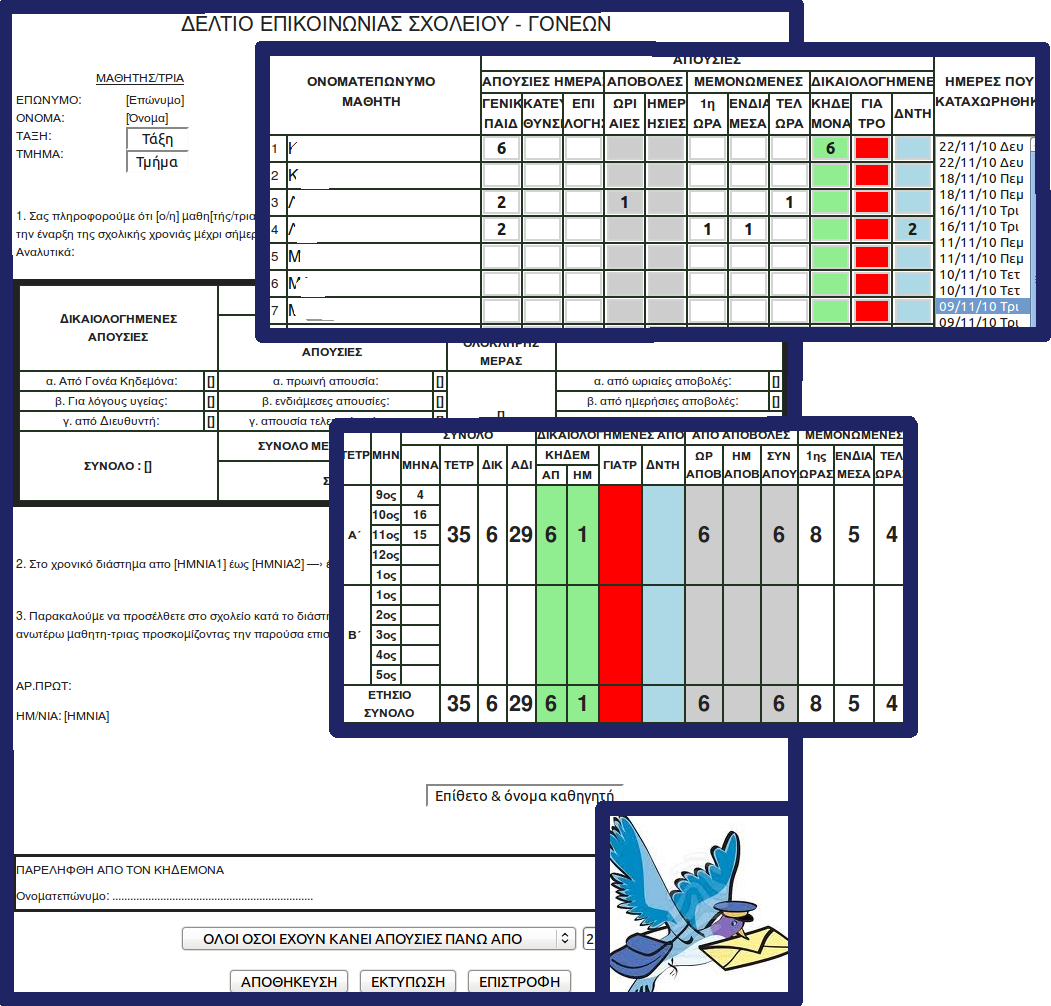 ΔΕΛΤΙΟ ΕΠΙΚΟΙΝΩΝΙΑΣ ΣΧΟΛΕΙΟΥ - ΓΟΝΕΩΝ
ΜΑΘΗΤΗΣ/ΤΡΙΑ
ΕΠΩΝΥΜΟ: [Επώνυμο]
ΟΝΟΜΑ: [Όνομα]
ΤΑΞΗ: Τάξη
ΤΜΗΜΑ: Τμήμα
1. Σας πληροφορούμε ότι [ο/η] μαθη[τής/τρια
την έναρξη της σχολικής χρονιάς μέχρι σήμερ
Αναλυτικά:
ΑΠΟΥΣΙΕΣ
ΟΝΟΜΑΤΕΠΩΝΥΜΟ ΜΑΘΗΤΗ
ΑΠΟΥΣΙΕΣ ΗΜΕΡΑ ΑΠΟΒΟΛΕΣ ΜΕΜΟΝΩΜΕΝΕΣ ΔΙΚΑΙΟΛΟΓΗΜΕΝΕ ΗΜΕΡΕΣ ΠΟΥ
ΓΕΝΙΚ ΚΑΤΕΥ ΕΠΙ ΩΡΙ ΗΜΕΡ 1η ΕΝΔΙΑ ΤΕΛ ΚΗΔΕ ΓΙΑ ΔΝΤΗ ΚΑΤΑΧΩΡΗΘΗΚ
ΠΑΙΔ ΘΥΝΣΙ ΛΟΓΗΣ ΑΙΕΣ ΗΣΙΕΣ ΩΡΑ ΜΕΣΑ ΩΡΑ ΜΟΝΑ ΤΡΟ
1 Κ 6 6
2 Κ
3 Λ 2 1 1
4 Λ 2 1 1 2
5 Μ
6 Μ
7 Μ
22/11/10 Δευ
22/11/10 Δευ
18/11/10 Πεμ
18/11/10 Πεμ
16/11/10 Τρι
16/11/10 Τρι
11/11/10 Πεμ
11/11/10 Πεμ
10/11/10 Τετ
10/11/10 Τετ
09/11/10 Τρι
09/11/10 Τρι
ΔΙΚΑΙΟΛΟΓΗΜΕΝΕΣ
ΑΠΟΥΣΙΕΣ
ΑΠΟΥΣΙΕΣ
ΟΛΟΚΛΗΡΗΣ
ΜΕΡΑΣ
α. Από Γονέα Κηδεμόνα: [] α. πρωινή απουσία: [] α. από ωριαίες αποβολές: []
β. Για λόγους υγείας: [] β. ενδιάμεσες απουσίες: [] [] β. από ημερήσιες αποβολές: []
γ. από Διευθυντή: [] γ. απουσία τελευ
ΣΥΝΟΛΟ : []
ΣΥΝΟΛΟ ΜΕ
Σ
ΣΥΝΟΛΟ ΔΙΚΑΙΟΛΟΓΗΜΕΝΕΣ ΑΠΟ ΑΠΟ ΑΠΟΒΟΛΕΣ ΜΕΜΟΝΩΜΕΝΕΣ
ΤΕΤΡ ΜΗΝ ΜΗΝΑ ΤΕΤΡ ΔΙΚ ΑΔΙ ΚΗΔΕΜ ΓΙΑΤΡ ΔΝΤΗ ΩΡ ΗΜ ΣΥΝ 1ης ΕΝΔΙΑ ΤΕΛ
ΑΠ ΗΜ ΑΠΟΒ ΑΠΟΒ ΑΠΟΥ ΩΡΑΣ ΜΕΣΑ ΩΡΑΣ
9ος 4
10ος 16
Α΄ 11ος 15 35 6 29 6 1 6 6 8 5 4
12ος
1ος
1ος
2ος
Β΄ 3ος
4ος
5ος
ΕΤΗΣΙΟ
ΣΥΝΟΛΟ 35 6 29 6 1 6 6 8 5 4
2. Στο χρονικό διάστημα απο [ΗΜΝΙΑ1] έως [ΗΜΝΙΑ2] —› ε
3. Παρακαλούμε να προσέλθετε στο σχολείο κατά το διάστη
ανωτέρω μαθητη-τριας προσκομίζοντας την παρούσα επισ
ΑΡ.ΠΡΩΤ:
ΗΜ/ΝΙΑ: [ΗΜΝΙΑ]
Επίθετο & όνομα καθηγητή
ΠΑΡΕΛΗΦΘΗ ΑΠΟ ΤΟΝ ΚΗΔΕΜΟΝΑ
Ονοματεπώνυμο: ....................................................................
ΟΛΟΙ ΟΣΟΙ ΕΧΟΥΝ ΚΑΝΕΙ ΑΠΟΥΣΙΕΣ ΠΑΝΩ ΑΠΟ 2
ΑΠΟΘΗΚΕΥΣΗ ΕΚΤΥΠΩΣΗ ΕΠΙΣΤΡΟΦΗ